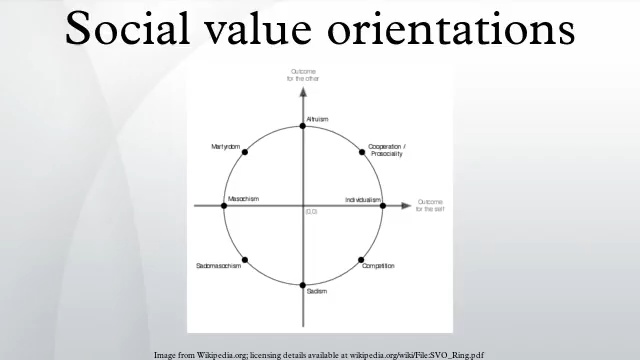 Social value orientations
Outcome
for the other
Altruism
Martyrdom
Cooperation /
Prosociality
Masochism
Individualism
Outcome
for the self
(0,0)
Sadomasochism
Competition
Sadism
Image from Wikipedia.org; licensing details available at wikipedia.org/wiki/File:SVO_Ring.pdf